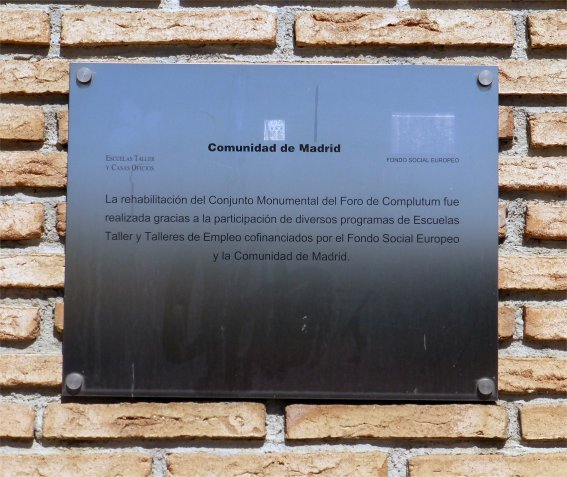 Comunidad de Madrid
ESCUELAS TALLER
Y CASAS OFICIOS
FONDO SOCIAL EUROPEO
La rehabilitación del Conjunto Monumental del Foro de Complutum fue
realizada gracias a la participación de diversos programas de Escuelas
Taller y Talleres de Empleo cofinanciados por el Fondo Social Europeo
y la Comunidad de Madrid.